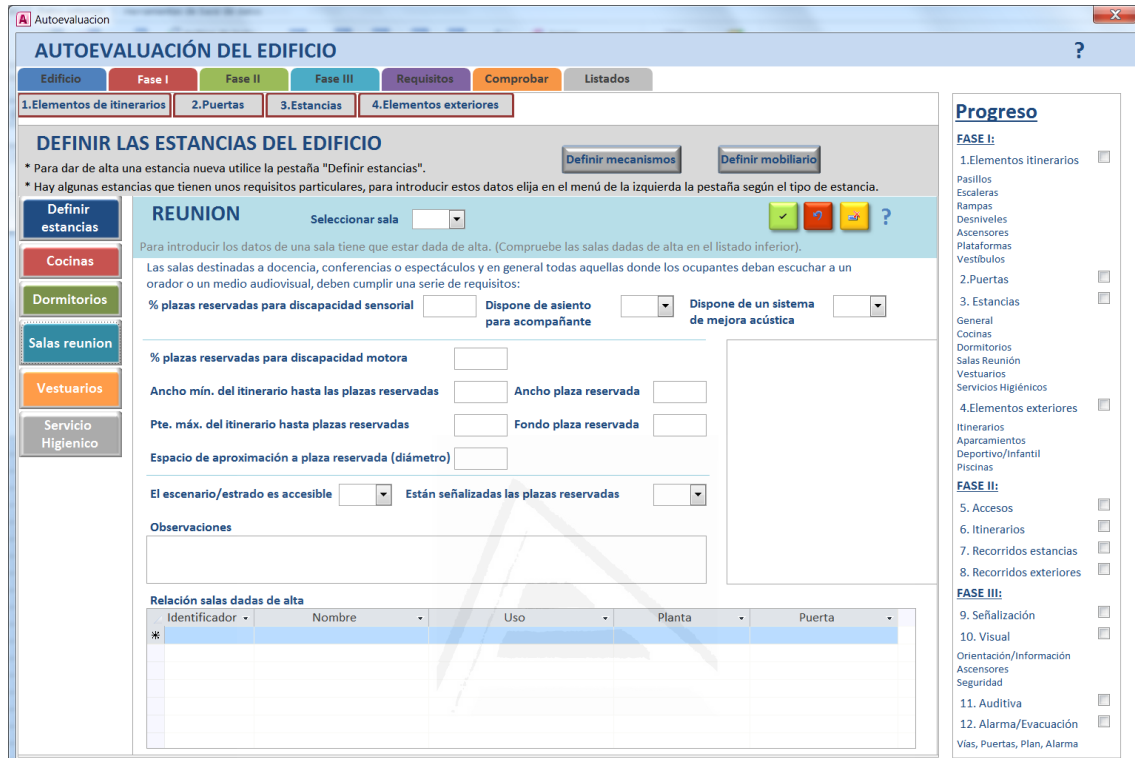 Autoevaluacion
AUTOEVALUACIÓN DEL EDIFICIO ?
Edificio Fase I Fase II Fase III Requisitos Comprobar Listados
1.Elementos de itinerarios 2.Puertas 3.Estancias 4.Elementos exteriores
DEFINIR LAS ESTANCIAS DEL EDIFICIO
* Para dar de alta una estancia nueva utilice la pestaña "Definir estancias".
Definir mecanismos Definir mobiliario
* Hay algunas estancias que tienen unos requisitos particulares, para introducir estos datos elija en el menú de la izquierda la pestaña según el tipo de estancia.
Definir
estancias
Cocinas
Dormitorios
Salas reunion
Vestuarios
Servicio
Higienico
REUNION Seleccionar sala ?
Para introducir los datos de una sala tiene que estar dada de alta. (Compruebe las salas dadas de alta en el listado inferior).
Las salas destinadas a docencia, conferencias o espectáculos y en general todas aquellas donde los ocupantes deban escuchar a un
orador o un medio audiovisual, deben cumplir una serie de requisitos:
% plazas reservadas para discapacidad sensorial
Dispone de asiento
para acompañante
Dispone de un sistema
de mejora acústica
% plazas reservadas para discapacidad motora
Ancho mín. del itinerario hasta las plazas reservadas Ancho plaza reservada
Pte. máx. del itinerario hasta plazas reservadas Fondo plaza reservada
Espacio de aproximación a plaza reservada (diámetro)
El escenario/estrado es accesible Están señalizadas las plazas reservadas
Observaciones
Relación salas dadas de alta
Identificador Nombre Uso Planta Puerta
Progreso
FASE I:
1.Elementos itinerarios
Pasillos
Escaleras
Rampas
Desniveles
Ascensores
Plataformas
Vestíbulos
2.Puertas
3. Estancias
General
Cocinas
Dormitorios
Salas Reunión
Vestuarios
Servicios Higiénicos
4.Elementos exteriores
Itinerarios
Aparcamientos
Deportivo/Infantil
Piscinas
FASE II:
5. Accesos
6. Itinerarios
7. Recorridos estancias
8. Recorridos exteriores
FASE III:
9. Señalización
10. Visual
Orientación/Información
Ascensores
Seguridad
11. Auditiva
12. Alarma/Evacuación
Vías, Puertas, Plan, Alarma